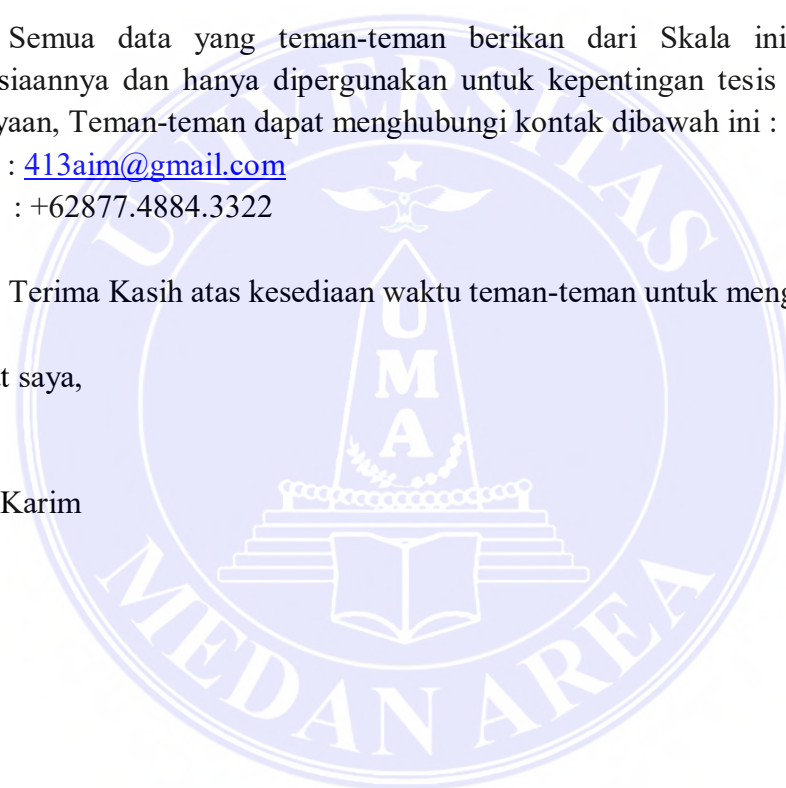 Semua data yang teman-teman berikan dari Skala ini
siaannya dan hanya dipergunakan untuk kepentingan tesis
yaan, Teman-teman dapat menghubungi kontak dibawah ini :
: 413aim@gmail.com
: +62877.4884.3322
Terima Kasih atas kesediaan waktu teman-teman untuk meng
t saya,
Karim
UNIVERSITAS
UMA
MEDAN AREA